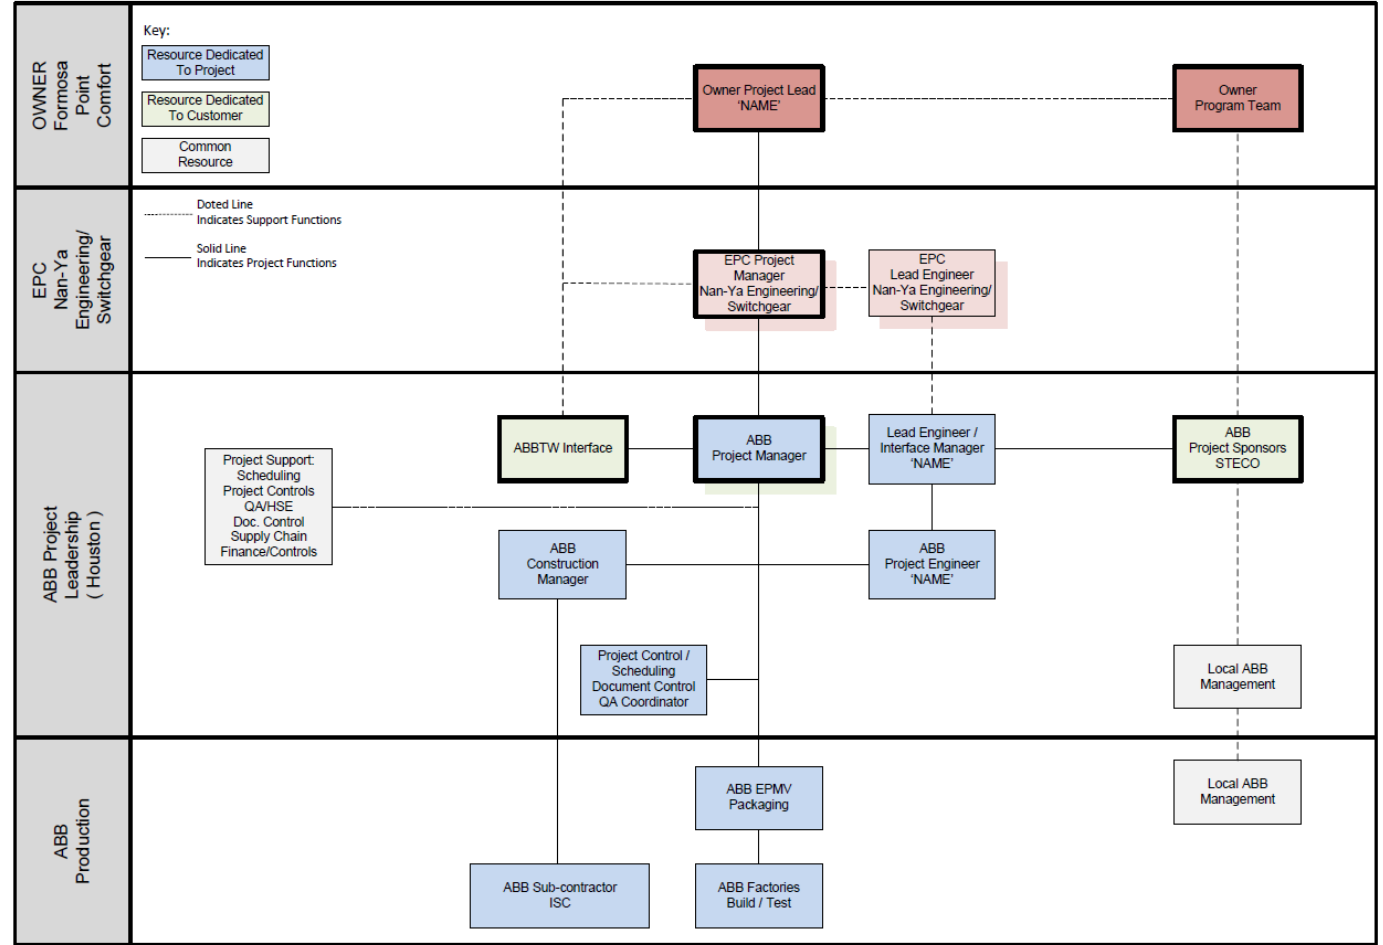 OWNER
Formosa
Point
Comfort
Key:
Resource Dedicated
To Project
Resource Dedicated
To Customer
Common
Resource
Owner Project Lead
‘NAME’
Owner
Program Team
EPC
Nan-Ya
Engineering/
Switchgear
Doted Line
Indicates Support Functions
Solid Line
Indicates Project Functions
EPC Project
Manager
Nan-Ya Engineering/
Switchgear
EPC
Lead Engineer
Nan-Ya Engineering/
Switchgear
ABB Project
Leadership
( Houston )
ABBTW Interface
ABB
Project Manager
Lead Engineer /
Interface Manager
‘NAME’
ABB
Project Sponsors
STECO
Project Support:
Scheduling
Project Controls
QA/HSE
Doc. Control
Supply Chain
Finance/Controls
ABB
Construction
Manager
ABB
Project Engineer
‘NAME’
Project Control /
Scheduling
Document Control
QA Coordinator
Local ABB
Management
ABB
Production
ABB EPMV
Packaging
Local ABB
Management
ABB Sub-contractor
ISC
ABB Factories
Build / Test